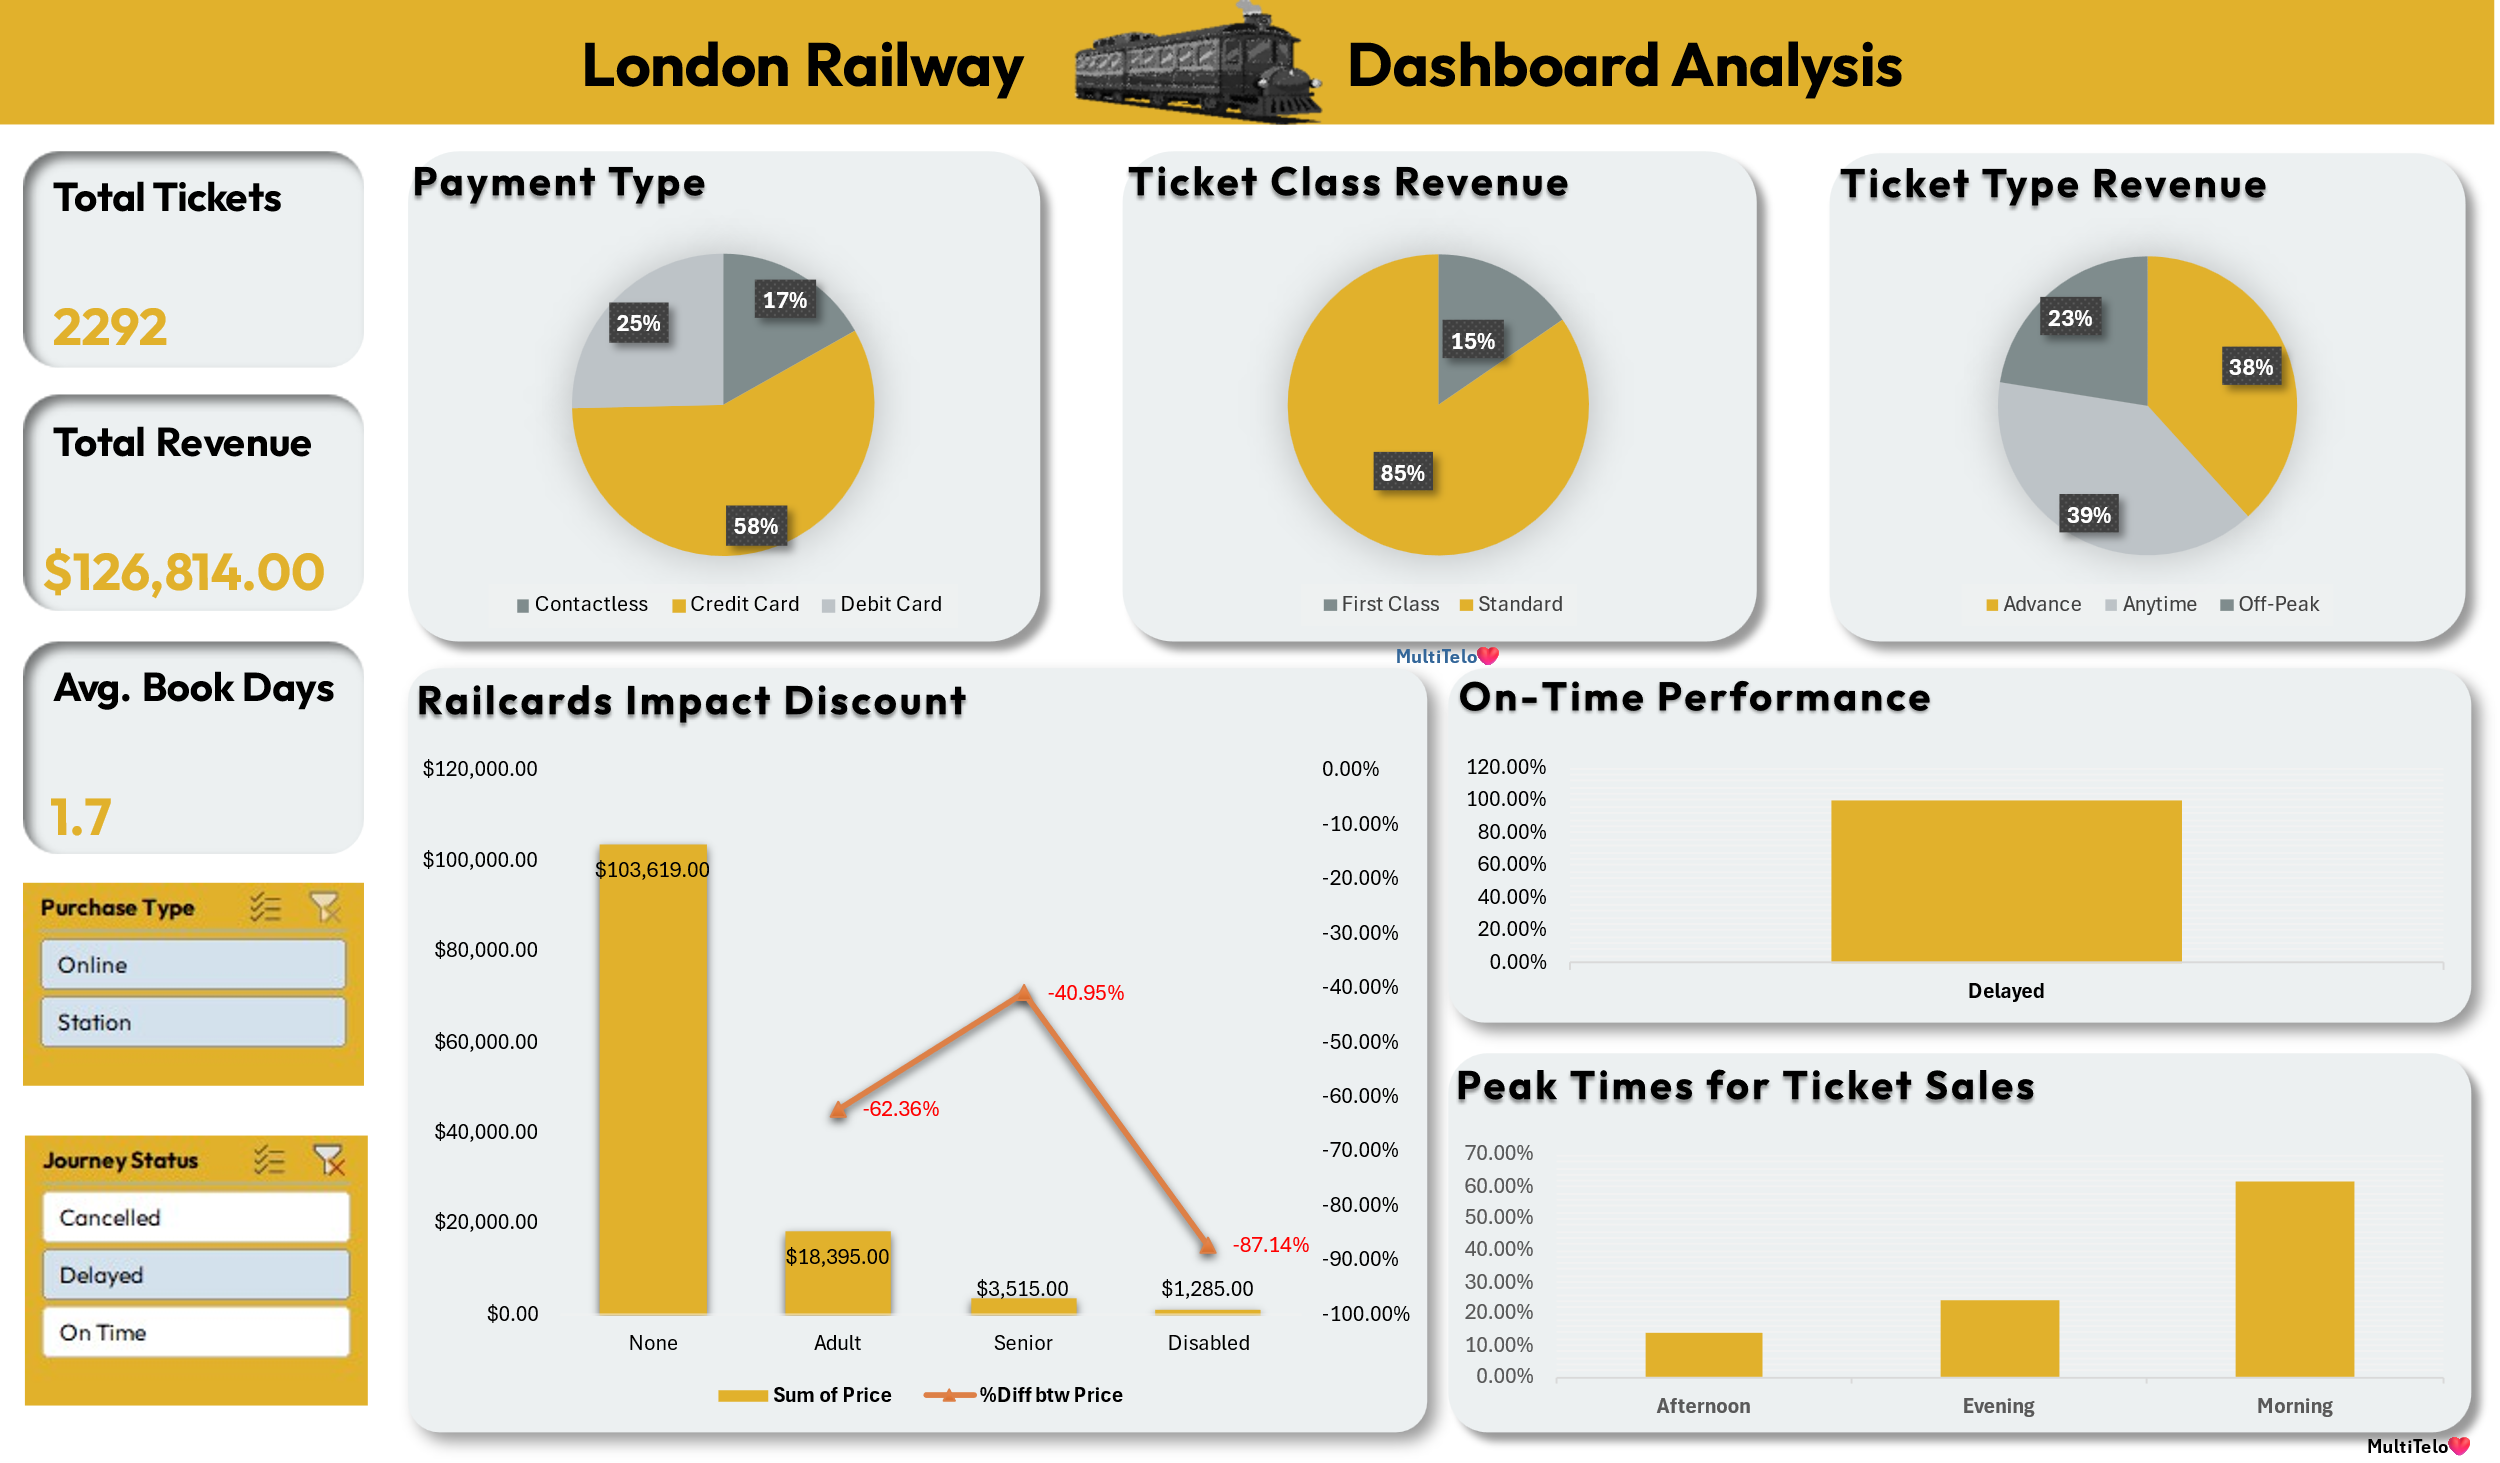 London Railway Dashboard Analysis
Total Tickets
2292
Total Revenue
$126,814.00
Avg. Book Days
1.7
Purchase Type
Online
Station
Journey Status
Cancelled
Delayed
On Time
Payment Type
17%
25%
58%
Contactless Credit Card Debit Card
Ticket Class Revenue
15%
85%
First Class Standard
Ticket Type Revenue
23%
38%
39%
Advance Anytime Off-Peak
MultiTelo
Railcards Impact Discount
$120,000.00
$100,000.00
$80,000.00
$60,000.00
$40,000.00
$20,000.00
$0.00
$103,619.00
$18,395.00
$3,515.00
$1,285.00
-62.36%
-40.95%
-87.14%
0.00%
-10.00%
-20.00%
-30.00%
-40.00%
-50.00%
-60.00%
-70.00%
-80.00%
-90.00%
-100.00%
None Adult Senior Disabled
Sum of Price %Diff btw Price
On-Time Performance
120.00%
100.00%
80.00%
60.00%
40.00%
20.00%
0.00%
Delayed
Peak Times for Ticket Sales
70.00%
60.00%
50.00%
40.00%
30.00%
20.00%
10.00%
0.00%
Afternoon Evening Morning
MultiTelo